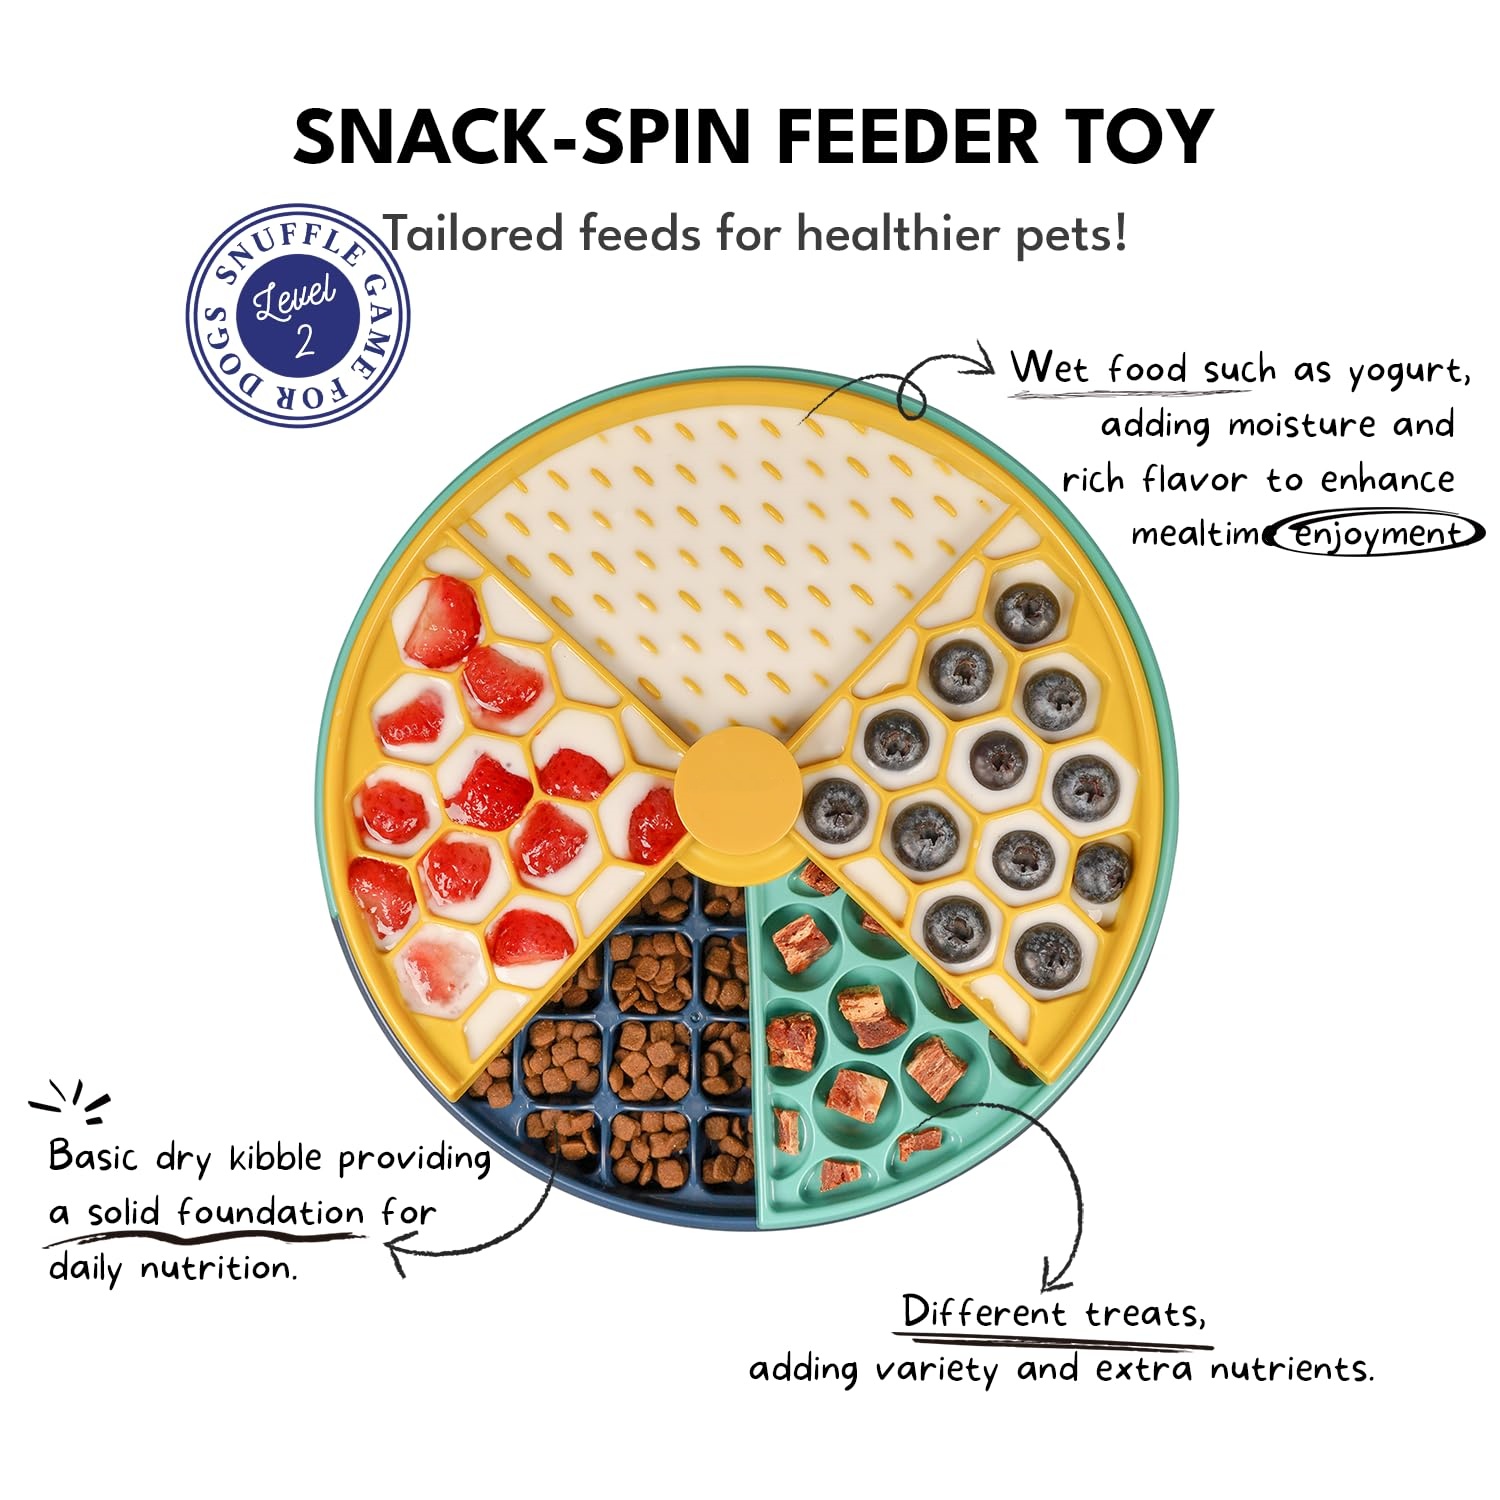 SNACK-SPIN FEEDER TOY
Tailored feeds for healthier pets!
SNUFFLE GAME FOR DOGS
Level
2
Wet food such as yogurt,
adding moisture and
rich flavor to enhance
mealtime enjoyment
Basic dry kibble providing
a solid foundation for
daily nutrition.
Different treats,
adding variety and extra nutrients.